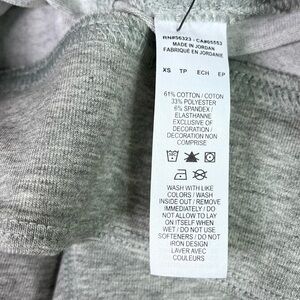 RN#56323 : CA#05553
MADE IN JORDAN
FABRIQUÉ EN JORDANIE
XS TP ECH EP
61% COTTON / COTON
33% POLYESTER
6% SPANDEX /
ELASTHANNE
EXCLUSIVE OF
DECORATION /
DECORATION NON
COMPRISE
WASH WITH LIKE
COLORS / WASH
INSIDE OUT / REMOVE
IMMEDIATELY / DO
NOT ALLOW TO LAY
ON ITSELF WHEN
WET / DO NOT USE
SOFTENERS / DO NOT
IRON DESIGN
LAVER AVEC
COULEURS